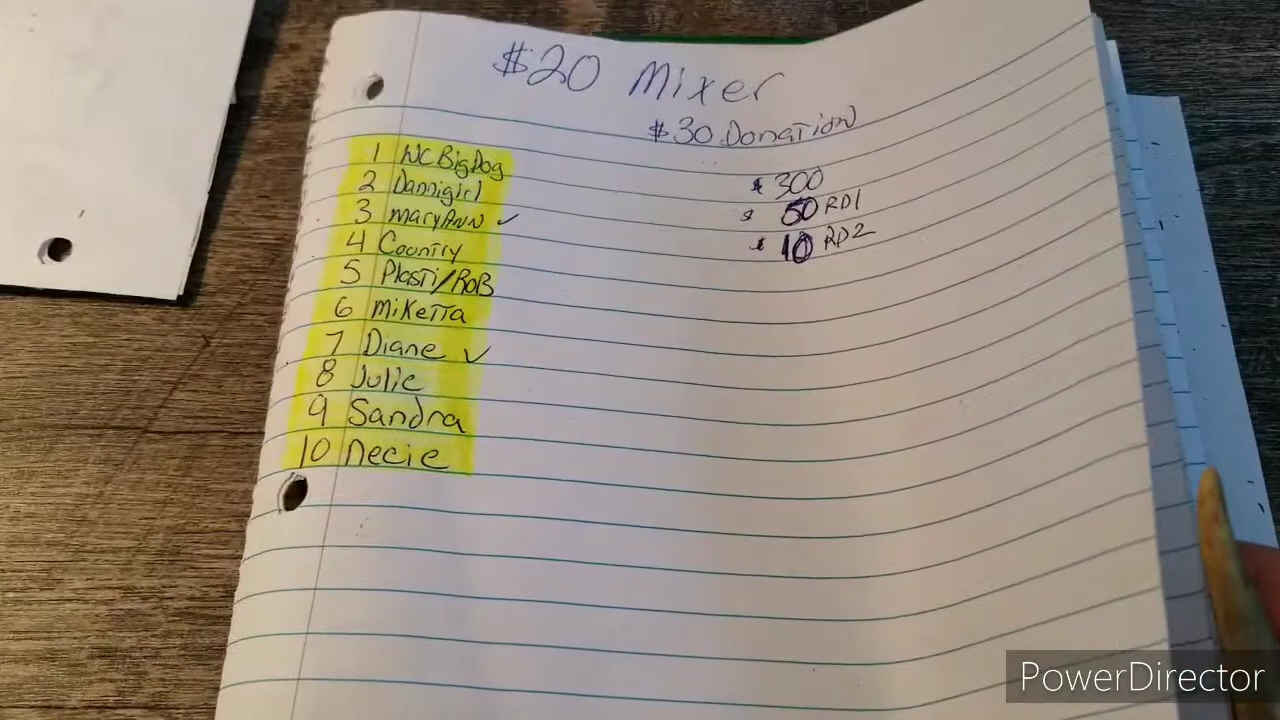 $20 Mixer
$30 Donation
1 NCBigDog
2 Dannigirl
3 MaryAnn ✓
4 Country
5 Plasti/RoB
6 Miketta
7 Diane ✓
8 Julie
9 Sandra
10 Necie
$300
$50 RD1
$10 RD2
PowerDirector